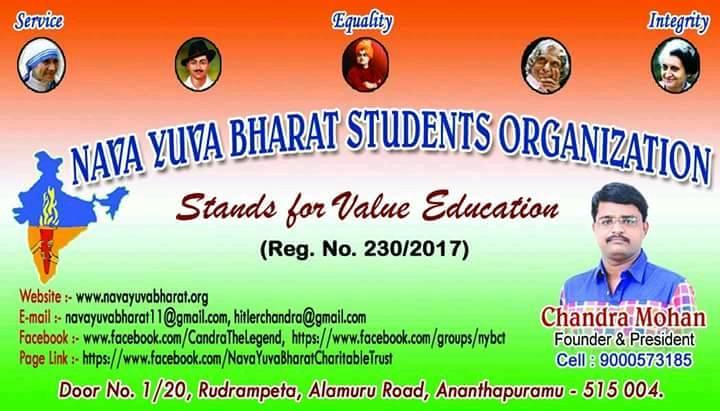 Service Equality Integrity
NAVA YUVA BHARAT STUDENTS ORGANIZATION
Stands for Value Education
(Reg. No. 230/2017)
Website :- www.navayuvabharat.org
E-mail :- navayuvabharat11@gmail.com, hitlerchandra@gmail.com
Facebook :- www.facebook.com/CandraTheLegend, https://www.facebook.com/groups/nybct
Page Link :- https://www.facebook.com/NavaYuvaBharatCharitableTrust
Chandra Mohan
Founder & President
Cell : 9000573185
Door No. 1/20, Rudrampeta, Alamuru Road, Ananthapuramu - 515 004.